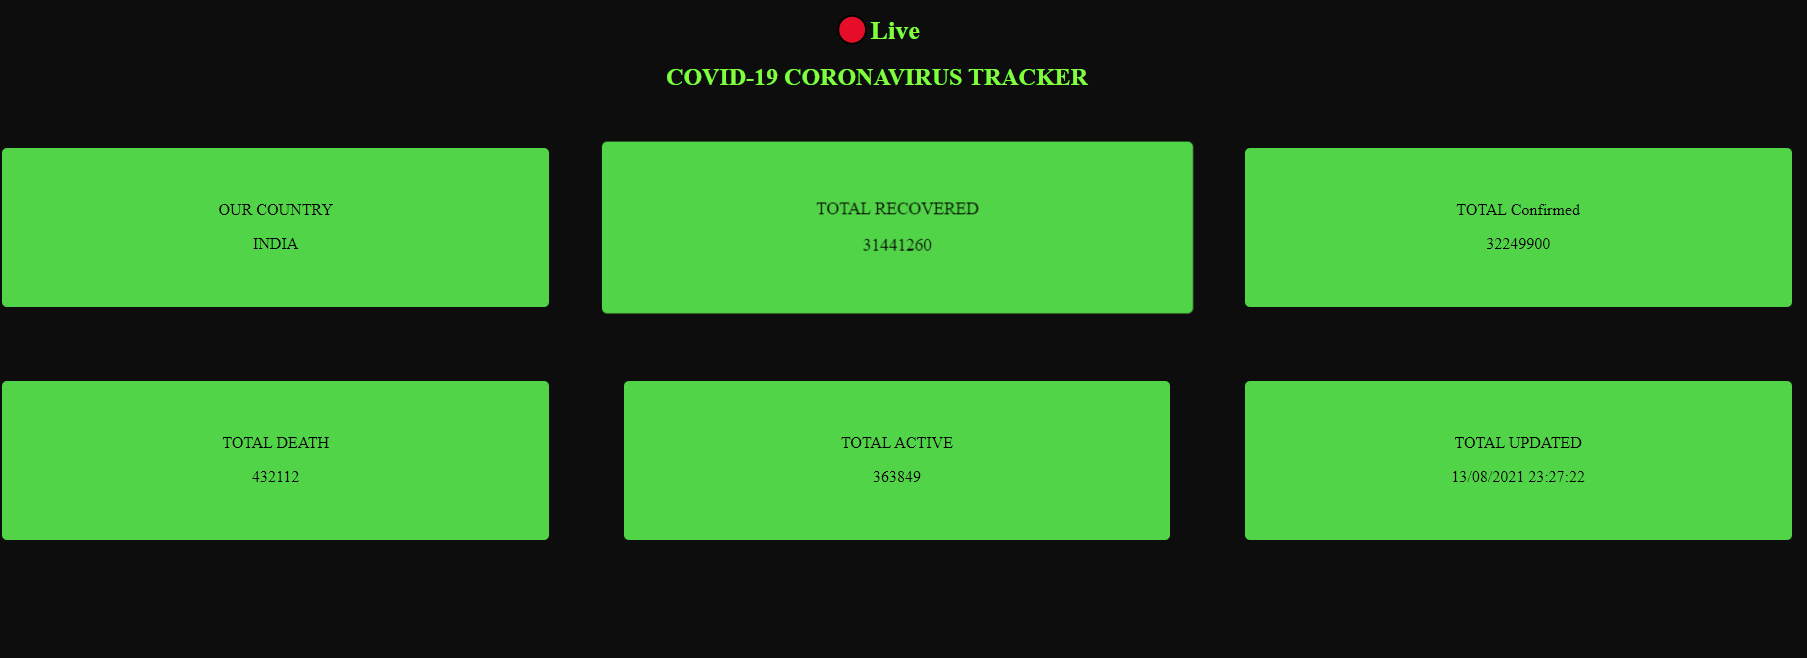 Live
COVID-19 CORONAVIRUS TRACKER
OUR COUNTRY
INDIA
TOTAL RECOVERED
31441260
TOTAL Confirmed
32249900
TOTAL DEATH
432112
TOTAL ACTIVE
363849
TOTAL UPDATED
13/08/2021 23:27:22